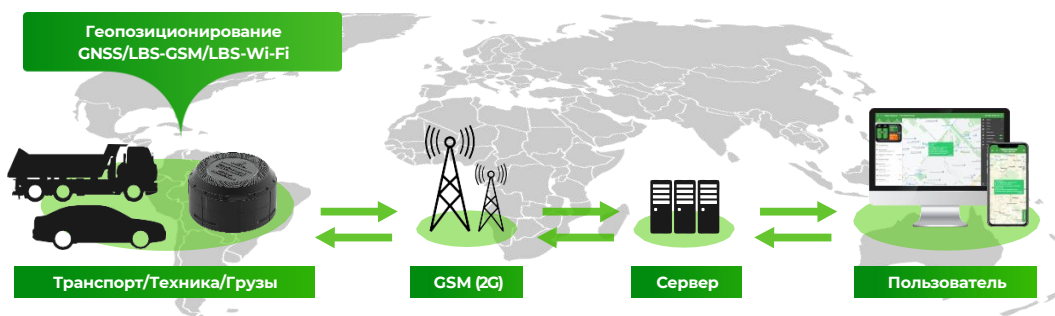 Геопозиционирование
GNSS/LBS-GSM/LBS-Wi-Fi
Транспорт/Техника/Грузы
GSM (2G)
Сервер
Пользователь